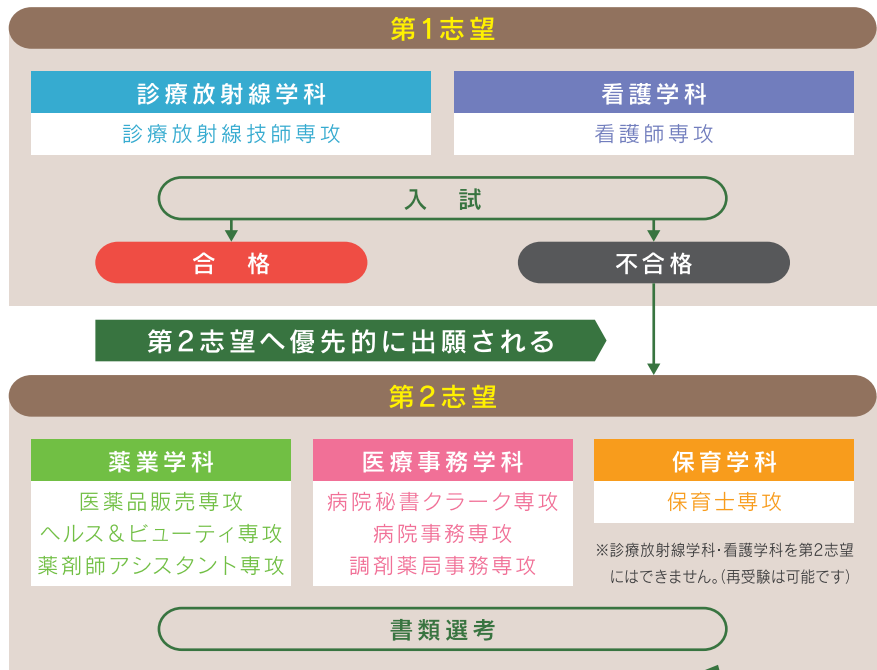 第1志望
診療放射線学科
看護学科
診療放射線技師専攻
看護師専攻
入 試
合 格
不合格
第2志望へ優先的に出願される
第2志望
薬業学科
医療事務学科
保育学科
医薬品販売専攻
ヘルス&ビューティ専攻
薬剤師アシスタント専攻
病院秘書クラーク専攻
病院事務専攻
調剤薬局事務専攻
保育士専攻
※診療放射線学科・看護学科を第2志望
にはできません。(再受験は可能です)
書類選考